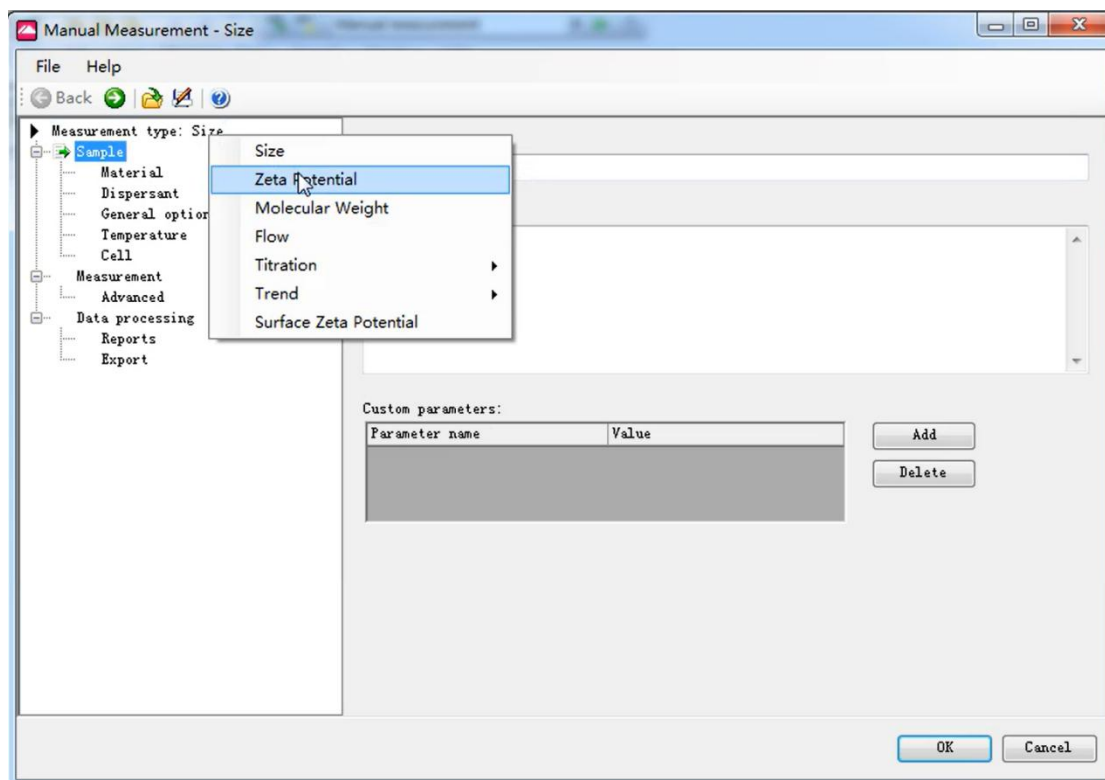 Manual Measurement - Size
File Help
Back
Measurement type: Size
Sample
Material
Dispersant
General option
Temperature
Cell
Measurement
Advanced
Data processing
Reports
Export
Size
Zeta Potential
Molecular Weight
Flow
Titration
Trend
Surface Zeta Potential
Custom parameters:
Parameter name Value
Add
Delete
OK Cancel